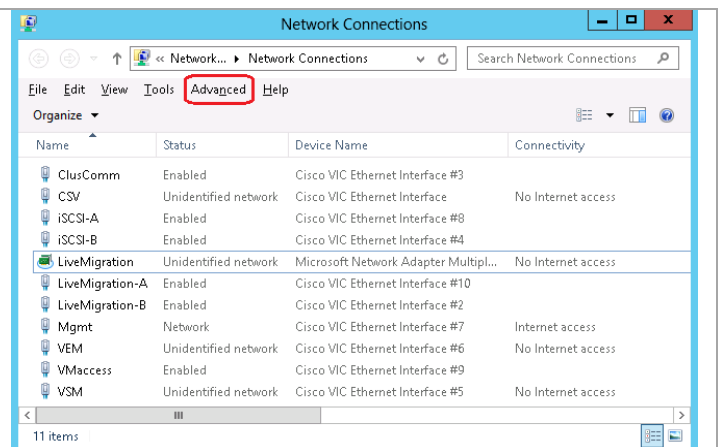 Network Connections
« Network... ▸ Network Connections
Search Network Connections
File Edit View Tools Advanced Help
Organize
Name Status Device Name Connectivity
ClusComm Enabled Cisco VIC Ethernet Interface #3
CSV Unidentified network Cisco VIC Ethernet Interface No Internet access
iSCSI-A Enabled Cisco VIC Ethernet Interface #8
iSCSI-B Enabled Cisco VIC Ethernet Interface #4
LiveMigration Unidentified network Microsoft Network Adapter Multipl... No Internet access
LiveMigration-A Enabled Cisco VIC Ethernet Interface #10
LiveMigration-B Enabled Cisco VIC Ethernet Interface #2
Mgmt Network Cisco VIC Ethernet Interface #7 Internet access
VEM Unidentified network Cisco VIC Ethernet Interface #6 No Internet access
VMaccess Enabled Cisco VIC Ethernet Interface #9
VSM Unidentified network Cisco VIC Ethernet Interface #5 No Internet access
11 items